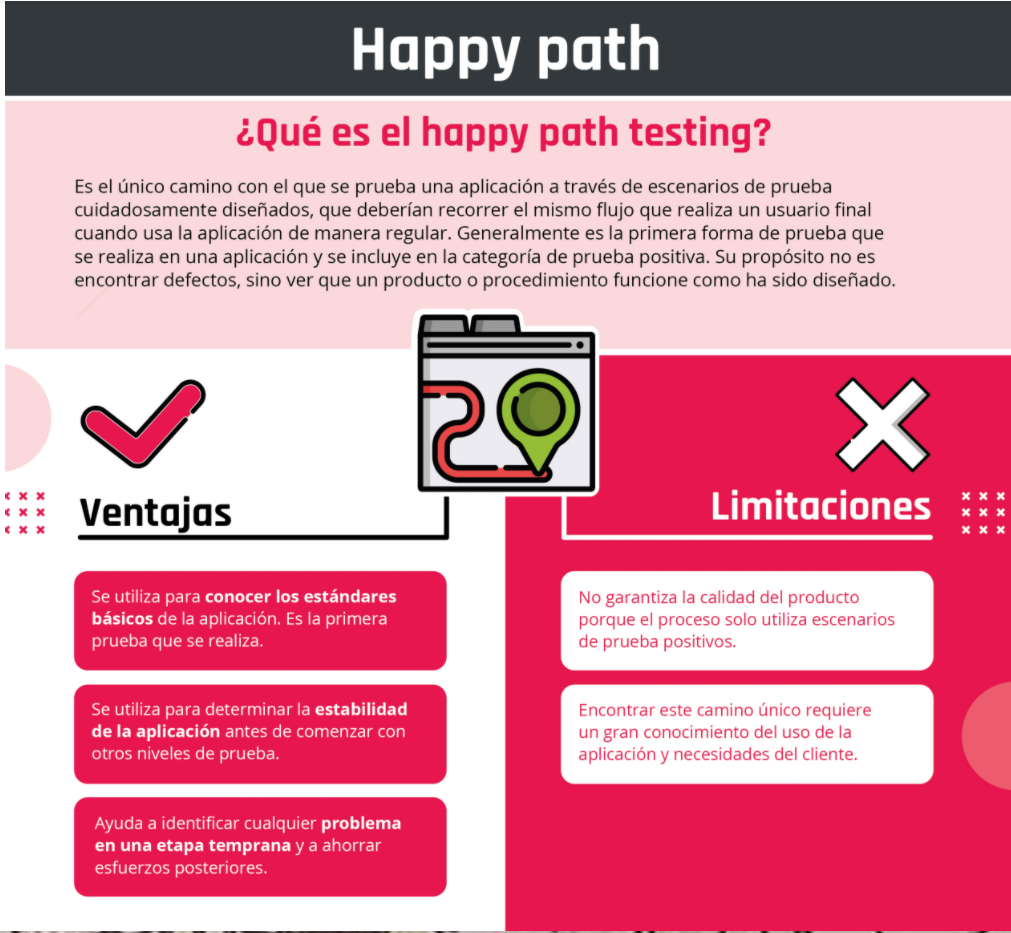 Happy path
¿Qué es el happy path testing?
Es el único camino con el que se prueba una aplicación a través de escenarios de prueba
cuidadosamente diseñados, que deberían recorrer el mismo flujo que realiza un usuario final
cuando usa la aplicación de manera regular. Generalmente es la primera forma de prueba que
se realiza en una aplicación y se incluye en la categoría de prueba positiva. Su propósito no es
encontrar defectos, sino ver que un producto o procedimiento funcione como ha sido diseñado.
Ventajas
Se utiliza para conocer los estándares
básicos de la aplicación. Es la primera
prueba que se realiza.
Se utiliza para determinar la estabilidad
de la aplicación antes de comenzar con
otros niveles de prueba.
Ayuda a identificar cualquier problema
en una etapa temprana y a ahorrar
esfuerzos posteriores.
Limitaciones
No garantiza la calidad del producto
porque el proceso solo utiliza escenarios
de prueba positivos.
Encontrar este camino único requiere
un gran conocimiento del uso de la
aplicación y necesidades del cliente.